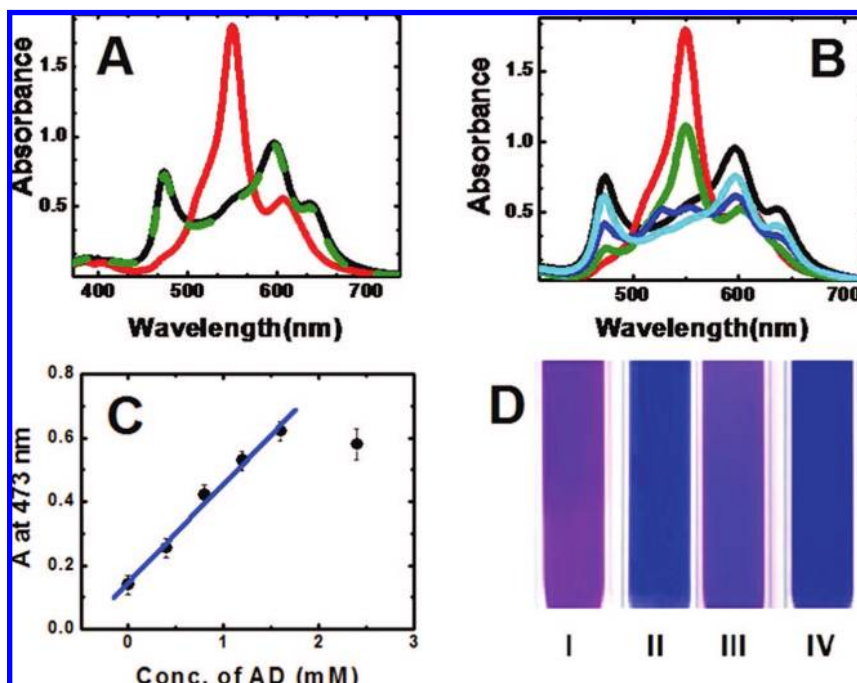 A
Absorbance
1.5
1.0
0.5
400 500 600 700
Wavelength(nm)
B
Absorbance
1.5
1.0
0.5
500 600 700
Wavelength(nm)
C
A at 473 nm
0.8
0.6
0.4
0.2
0.0
0 1 2 3
Conc. of AD (mM)
D
I II III IV